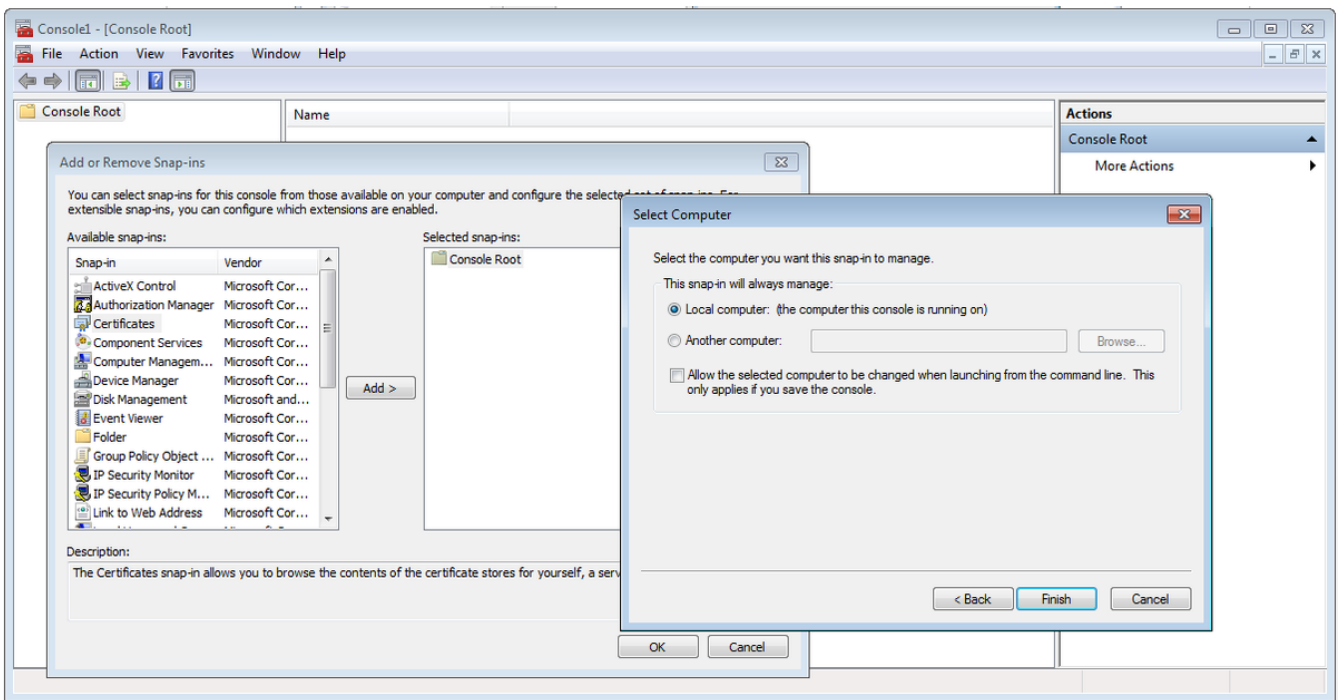 Console1 - [Console Root]
File Action View Favorites Window Help
Console Root
Name
Actions
Console Root
More Actions
Add or Remove Snap-ins
You can select snap-ins for this console from those available on your computer and configure the selected set of snap-ins. For
extensible snap-ins, you can configure which extensions are enabled.
Available snap-ins:
Snap-in Vendor
ActiveX Control Microsoft Cor...
Authorization Manager Microsoft Cor...
Certificates Microsoft Cor...
Component Services Microsoft Cor...
Computer Managem... Microsoft Cor...
Device Manager Microsoft Cor...
Disk Management Microsoft and...
Event Viewer Microsoft Cor...
Folder Microsoft Cor...
Group Policy Object ... Microsoft Cor...
IP Security Monitor Microsoft Cor...
IP Security Policy M... Microsoft Cor...
Link to Web Address Microsoft Cor...
Add >
Selected snap-ins:
Console Root
Description:
The Certificates snap-in allows you to browse the contents of the certificate stores for yourself, a serv
OK Cancel
Select Computer
Select the computer you want this snap-in to manage.
This snap-in will always manage:
Local computer: (the computer this console is running on)
Another computer: Browse...
Allow the selected computer to be changed when launching from the command line. This
only applies if you save the console.
< Back Finish Cancel